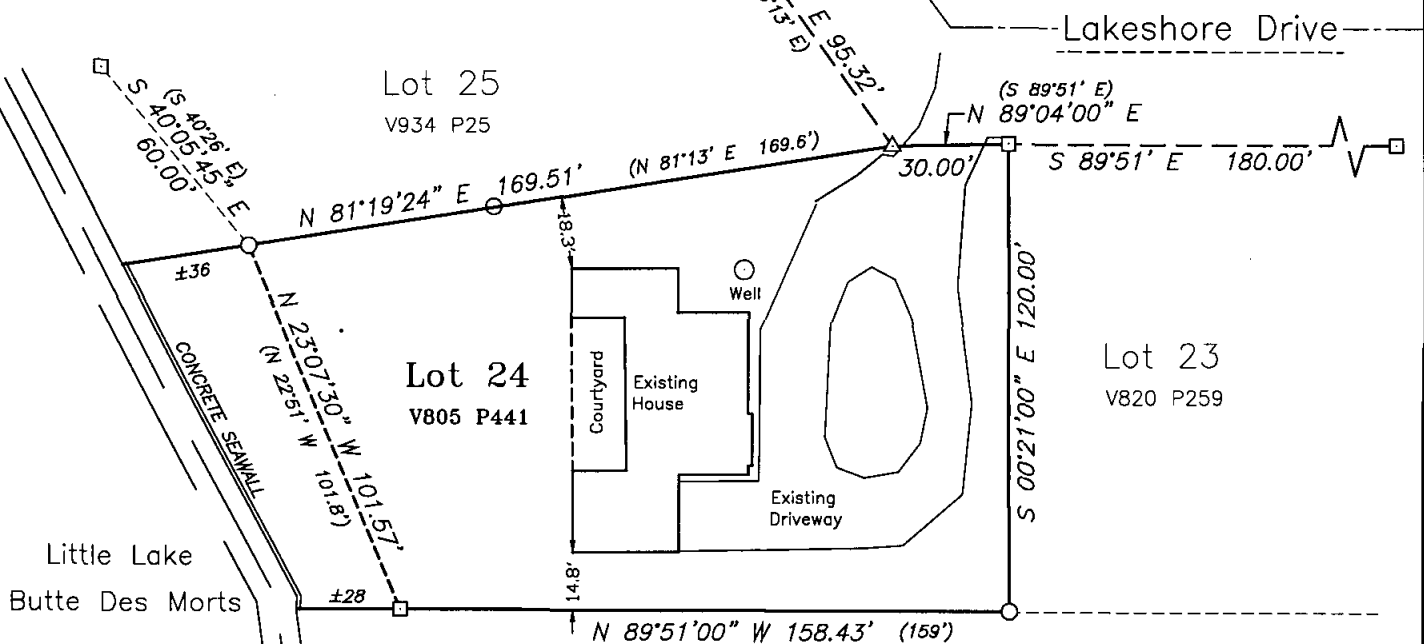 E 95.32'
13' E)
Lakeshore Drive
Lot 25
V934 P25
(S 40°26' E)
S 40°05'45" E
60.00'
(S 89°51' E)
N 89°04'00" E
30.00'
S 89°51' E 180.00'
N 81°19'24" E 169.51'
(N 81°13' E 169.6')
±36
18.3'
Well
N 23°07'30" W 101.57'
(N 22°51' W 101.8')
CONCRETE SEAWALL
Lot 24
V805 P441
Courtyard
Existing
House
S 00°21'00" E 120.00'
Lot 23
V820 P259
Existing
Driveway
Little Lake
Butte Des Morts
±28
14.8'
N 89°51'00" W 158.43' (159')